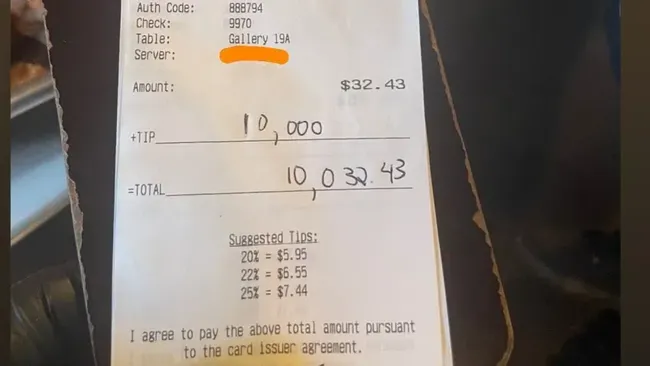 Auth Code: 888794
Check: 9970
Table: Gallery 19A
Server:
Amount: $32.43
+TIP 10,000
=TOTAL 10,032.43
Suggested Tips:
20% = $5.95
22% = $6.55
25% = $7.44
I agree to pay the above total amount pursuant
to the card issuer agreement.